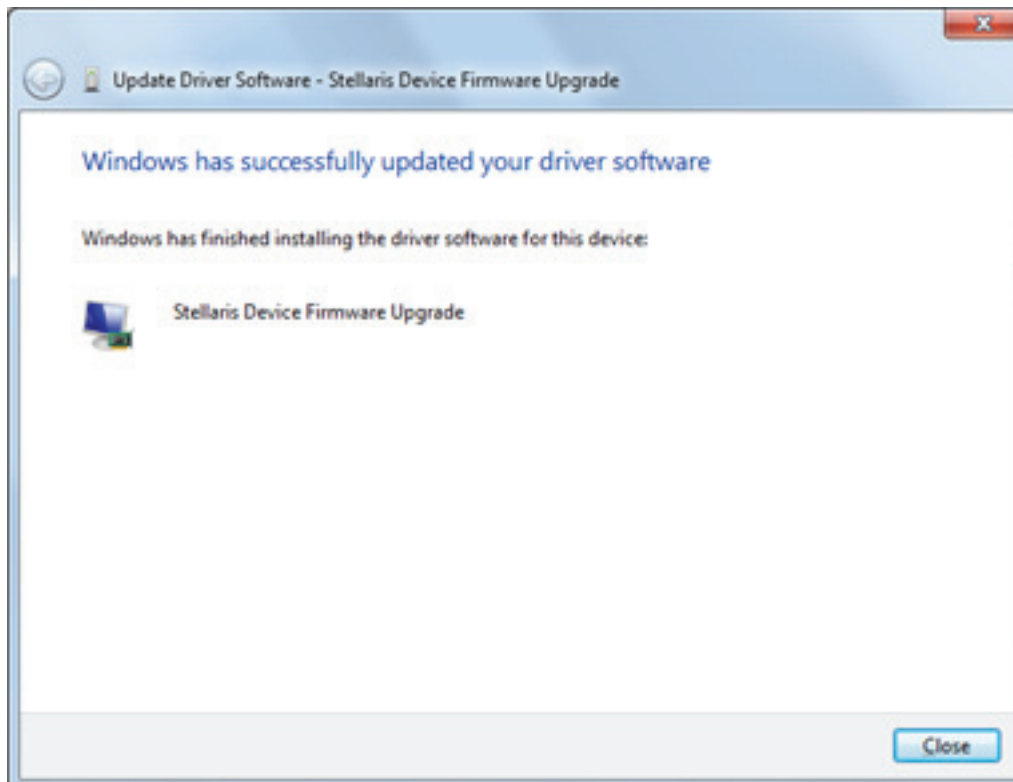 Update Driver Software - Stellaris Device Firmware Upgrade
Windows has successfully updated your driver software
Windows has finished installing the driver software for this device:
Stellaris Device Firmware Upgrade
Close